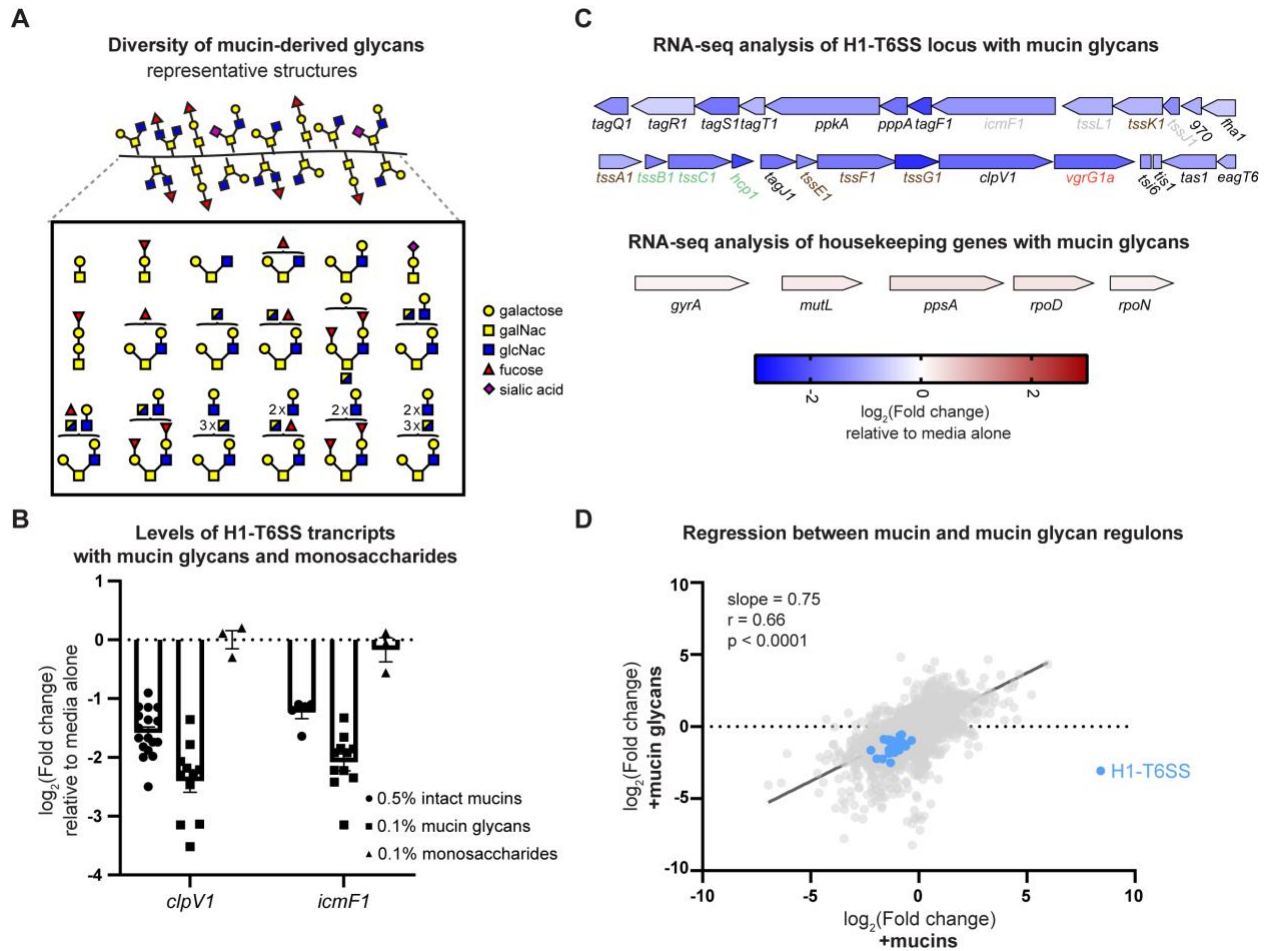 A
Diversity of mucin-derived glycans
representative structures
galactose
galNac
glcNac
fucose
sialic acid
3 x
2 x
2 x
2 x
3 x
B
Levels of H1-T6SS trancripts
with mucin glycans and monosaccharides
log2(Fold change)
relative to media alone
1
0
-1
-2
-3
-4
0.5% intact mucins
0.1% mucin glycans
0.1% monosaccharides
clpV1
icmF1
C
RNA-seq analysis of H1-T6SS locus with mucin glycans
tagQ1 tagR1 tagS1 tagT1 ppkA pppA tagF1 icmF1 tssL1 tssK1 tssJ1 970 fha1
tssA1 tssB1 tssC1 hcp1 tagJ1 tssE1 tssF1 tssG1 clpV1 vgrG1a tsi6 tis1 tas1 eagT6
RNA-seq analysis of housekeeping genes with mucin glycans
gyrA mutL ppsA rpoD rpoN
-2 0 2
log2(Fold change)
relative to media alone
D
Regression between mucin and mucin glycan regulons
log2(Fold change)
+mucin glycans
10
5
0
-5
-10
slope = 0.75
r = 0.66
p < 0.0001
H1-T6SS
-10 -5 0 5 10
log2(Fold change)
+mucins